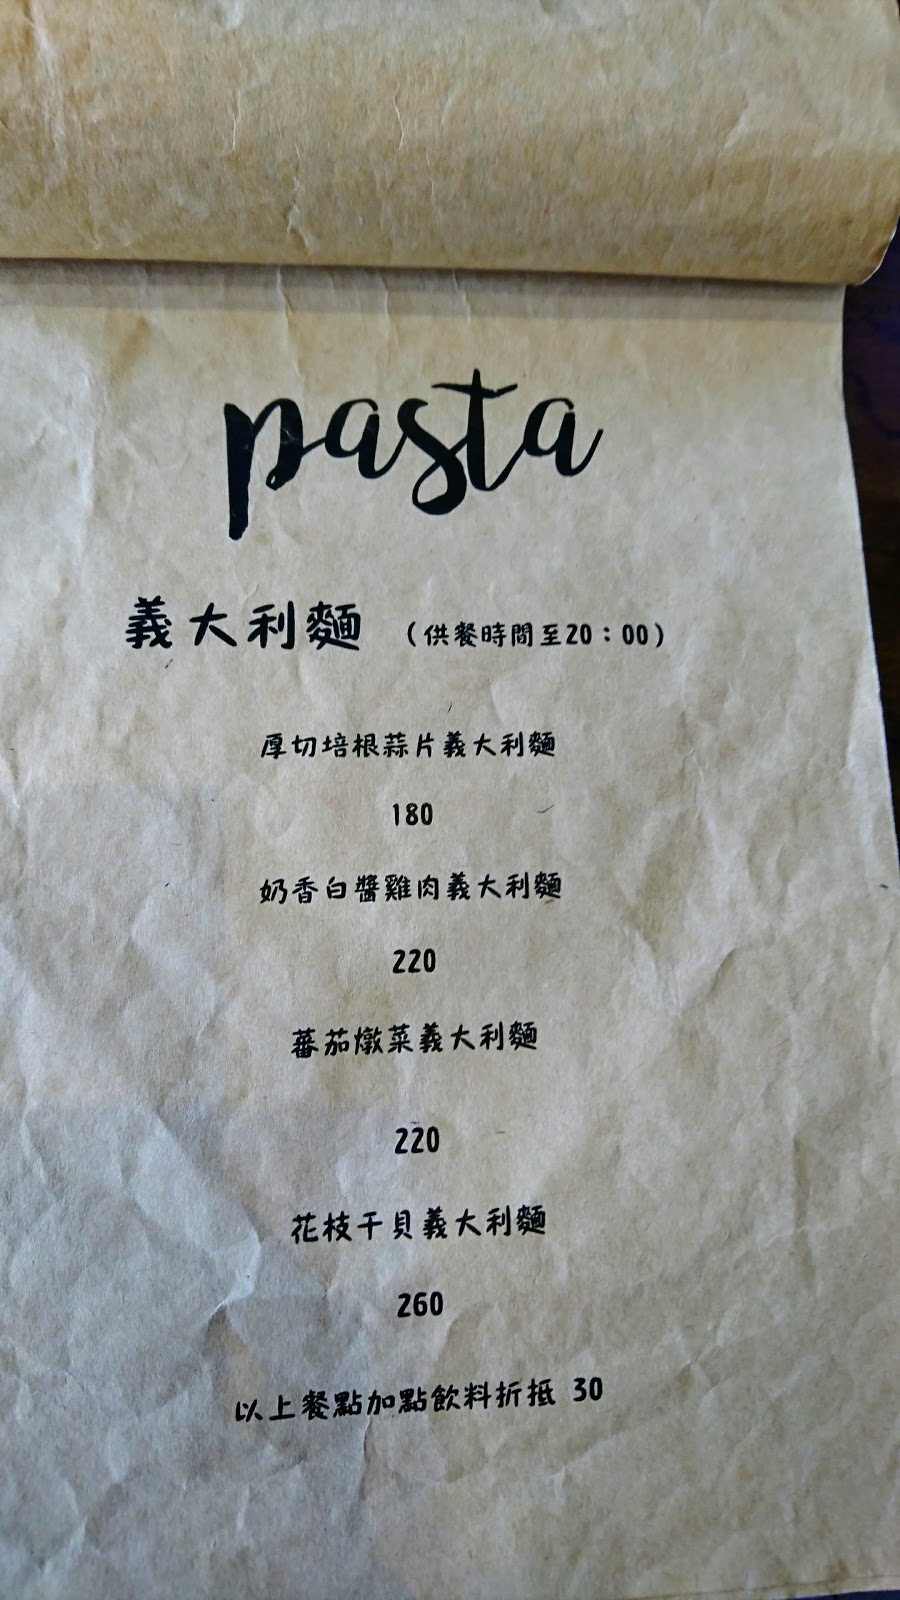 pasta
義大利麵 (供餐時間至20:00)
厚切培根蒜片義大利麵
180
奶香白醬雞肉義大利麵
220
蕃茄燉菜義大利麵
220
花枝干貝義大利麵
260
以上餐點加點飲料折抵 30